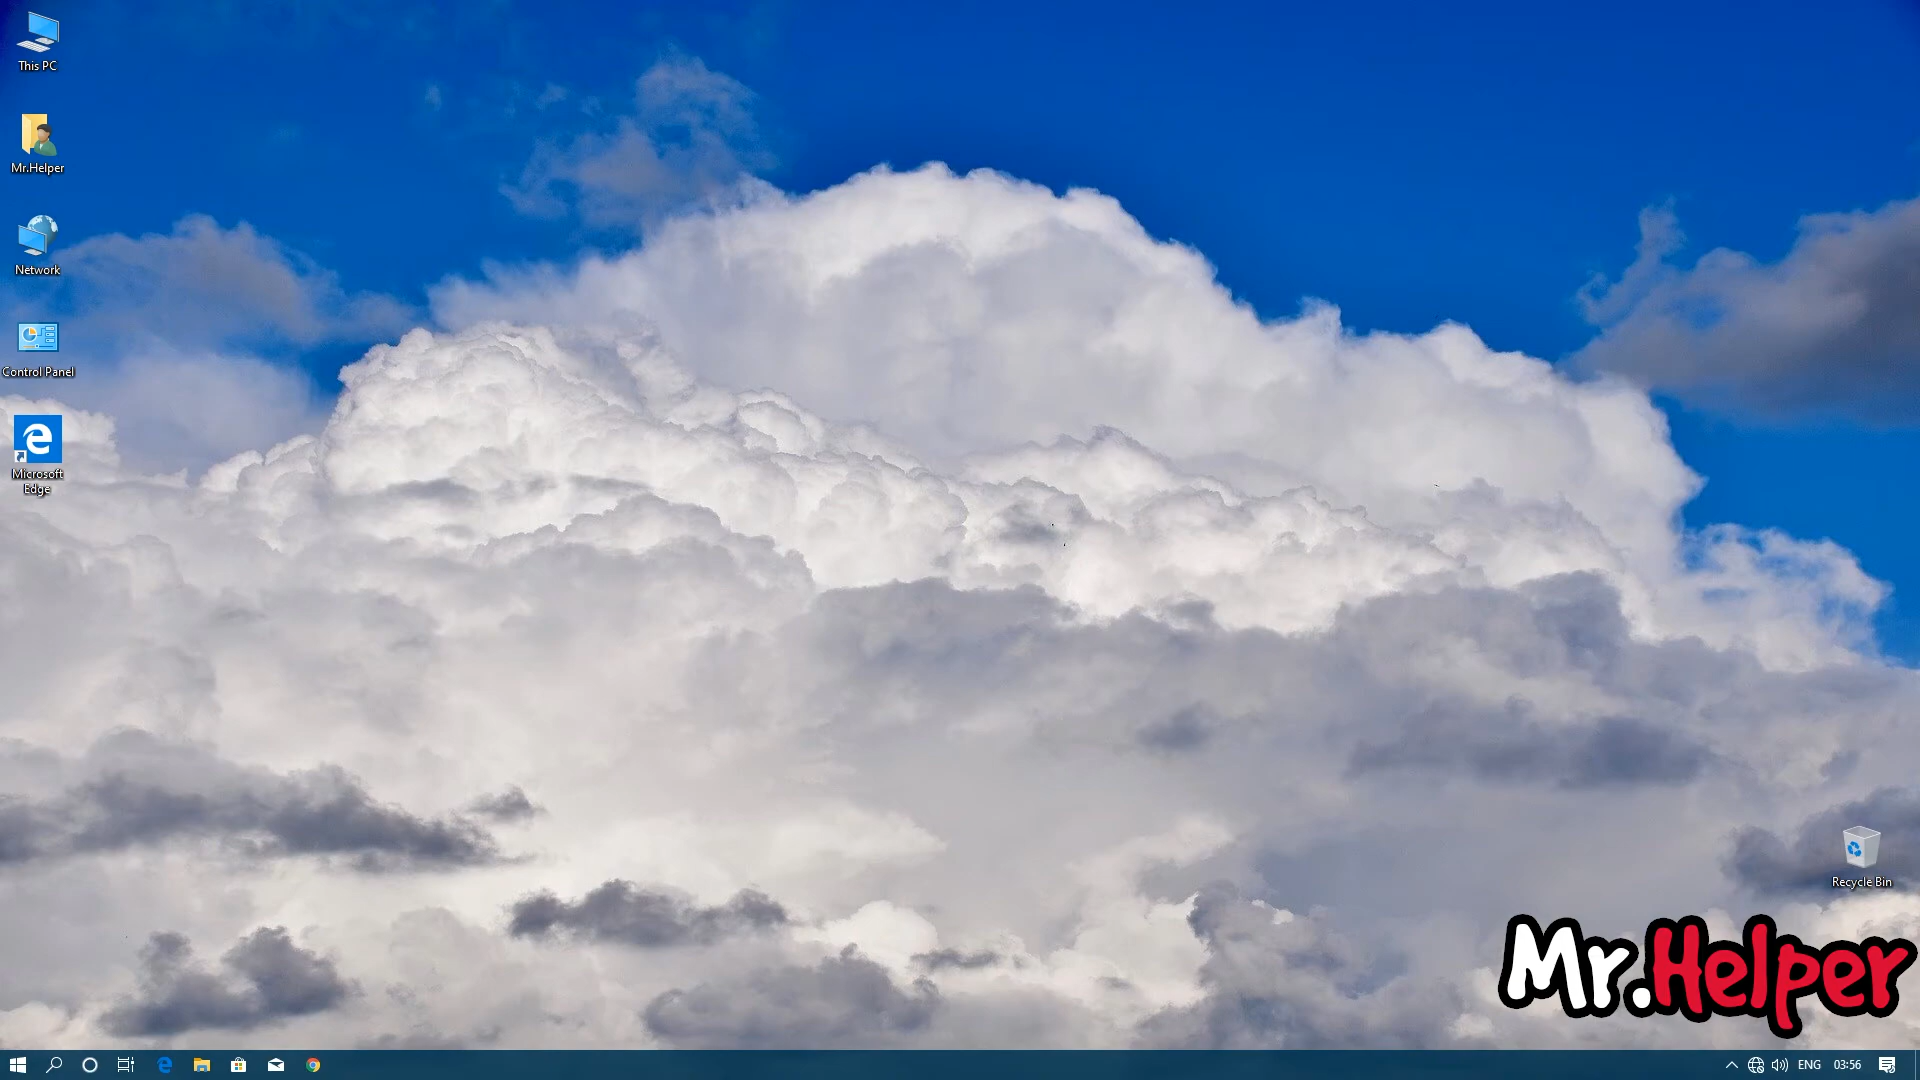 This PC
Mr.Helper
Network
Control Panel
Microsoft
Edge
Recycle Bin
Mr.Helper
ENG 03:56